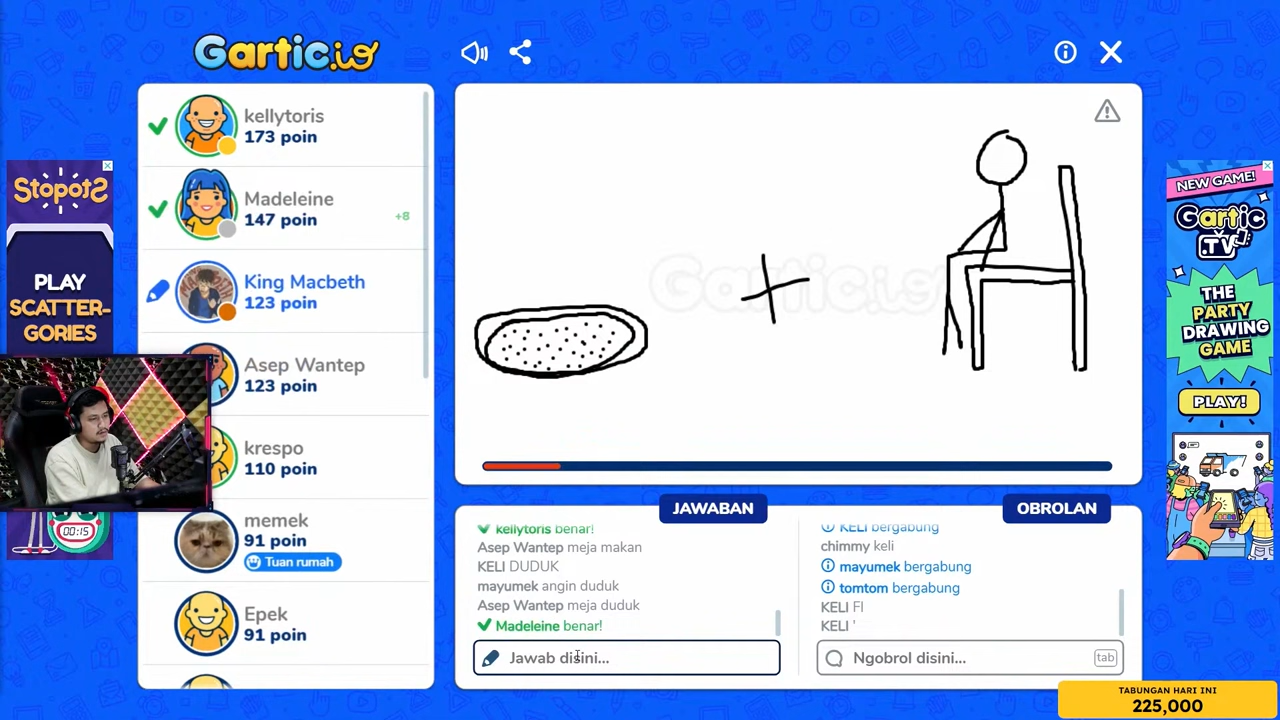 Gartic.io
kellytoris
173 poin
Madeleine
147 poin
+8
King Macbeth
123 poin
Asep Wantep
123 poin
krespo
110 poin
memek
91 poin
Tuan rumah
Epek
91 poin
StopotS
PLAY
SCATTER-
GORIES
00:15
Gartic.io
JAWABAN
kellytoris benar!
Asep Wantep meja makan
KELI DUDUK
mayumek angin duduk
Asep Wantep meja duduk
Madeleine benar!
Jawab disini...
OBROLAN
KELI bergabung
chimmy keli
mayumek bergabung
tomtom bergabung
KELI FI
KELI '
Ngobrol disini...
tab
NEW GAME!
Gartic
.TV
THE
PARTY
DRAWING
GAME
PLAY!
TABUNGAN HARI INI
225,000